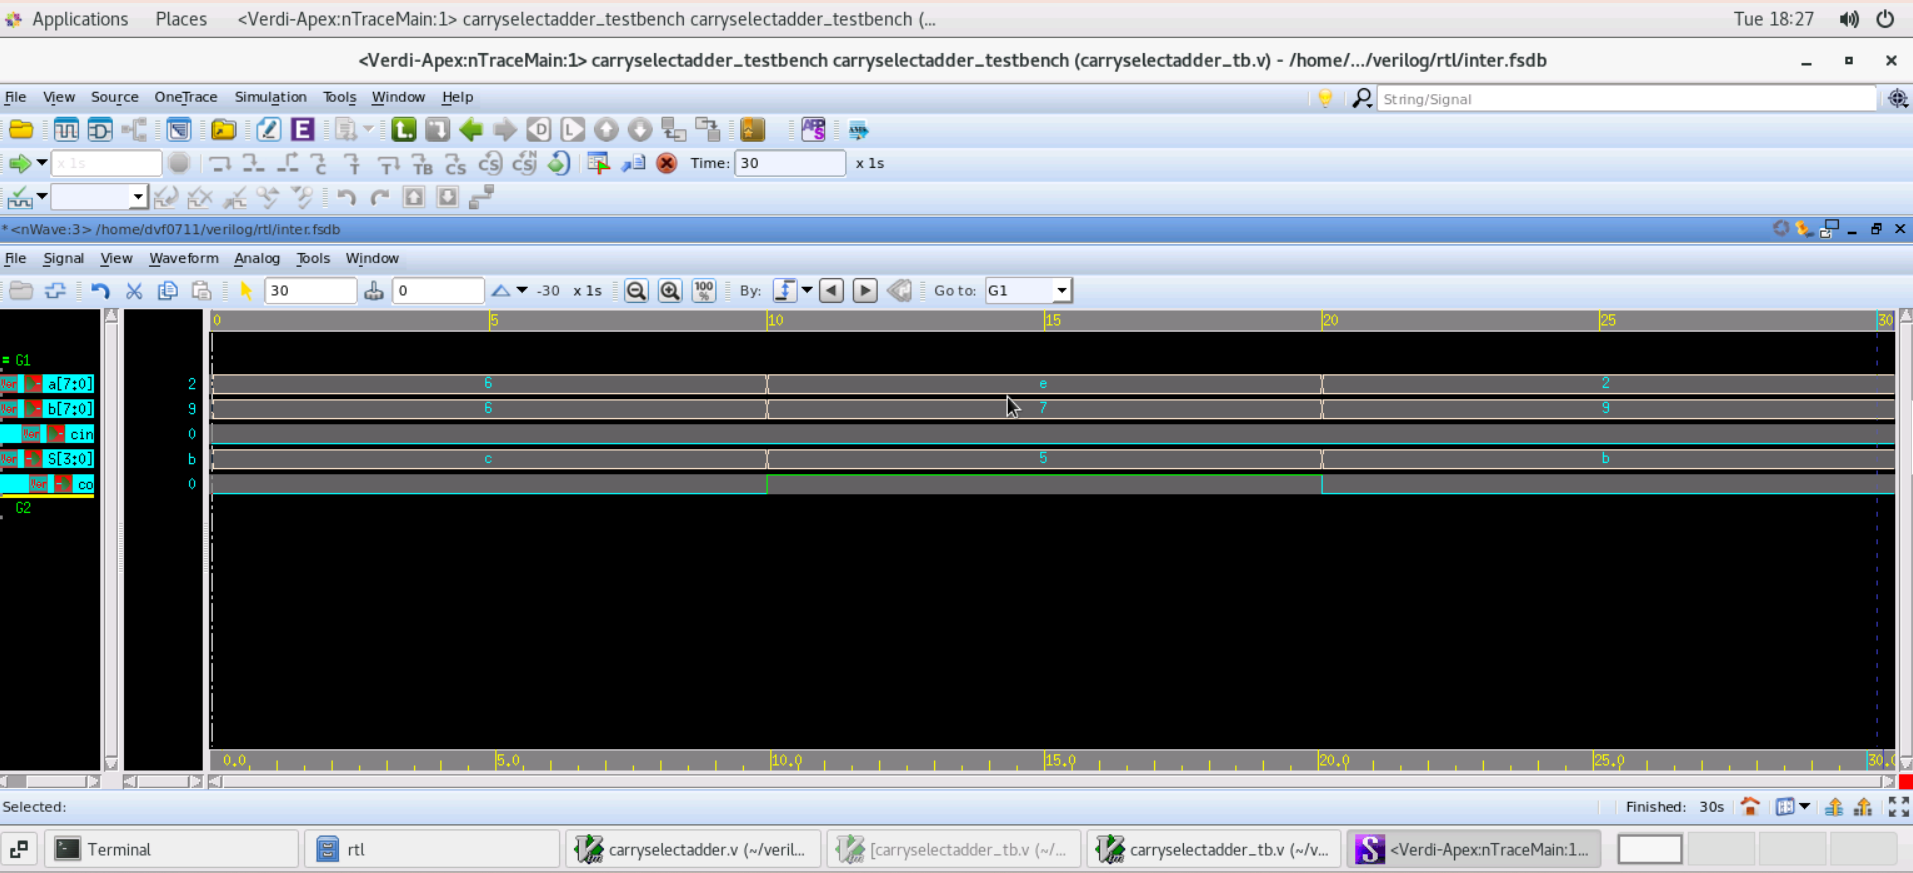 Applications Places <Verdi-Apex:nTraceMain:1> carryselectadder_testbench carryselectadder_testbench (... Tue 18:27
<Verdi-Apex:nTraceMain:1> carryselectadder_testbench carryselectadder_testbench (carryselectadder_tb.v) - /home/.../verilog/rtl/inter.fsdb
File View Source OneTrace Simulation Tools Window Help String/Signal
x 1s Time: 30 x 1s
*<nWave:3> /home/dvf0711/verilog/rtl/inter.fsdb
File Signal View Waveform Analog Tools Window
30 0 -30 x 1s 100 % By: Go to: G1
0 5 10 15 20 25 30
= G1
a[7:0] 2 6 e 2
b[7:0] 9 6 7 9
cin 0
S[3:0] b c 5 b
co 0
G2
0.0 5.0 10.0 15.0 20.0 25.0 30.
Selected: Finished: 30s
Terminal rtl carryselectadder.v (~/veril... [carryselectadder_tb.v (~/... carryselectadder_tb.v (~/v... <Verdi-Apex:nTraceMain:1...